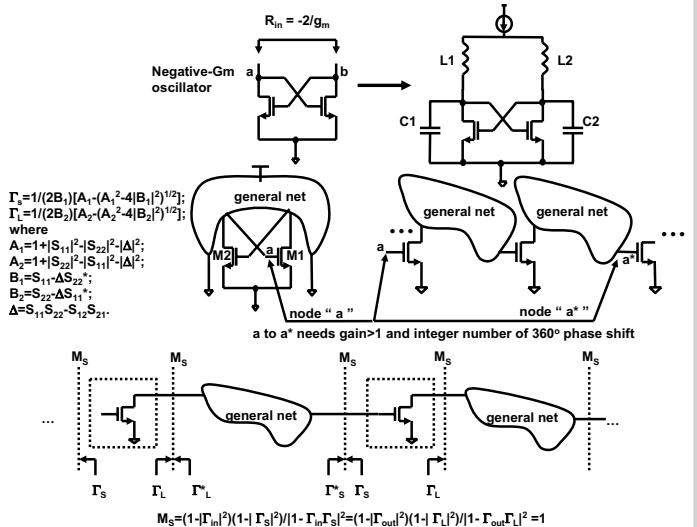 R_in = -2/g_m
Negative-Gm
oscillator
a
b
L1
L2
C1
C2
Γ_s=1/(2B_1)[A_1-(A_1^2-4|B_1|^2)^1/2];
Γ_L=1/(2B_2)[A_2-(A_2^2-4|B_2|^2)^1/2];
where
A_1=1+|S_11|^2-|S_22|^2-|Δ|^2;
A_2=1+|S_22|^2-|S_11|^2-|Δ|^2;
B_1=S_11-ΔS_22*;
B_2=S_22-ΔS_11*;
Δ=S_11S_22-S_12S_21.
general net
M2
a
M1
general net
general net
a
a*
node “ a ”
node “ a* ”
a to a* needs gain>1 and integer number of 360º phase shift
M_S
M_S
M_S
M_S
M_S
general net
general net
...
...
Γ_S
Γ_L
Γ*_L
Γ*_S
Γ_S
Γ_L
M_S=(1-|Γ_in|^2)(1-| Γ_S|^2)/|1- Γ_inΓ_S|^2=(1-|Γ_out|^2)(1-| Γ_L|^2)/|1- Γ_outΓ_L|^2 =1